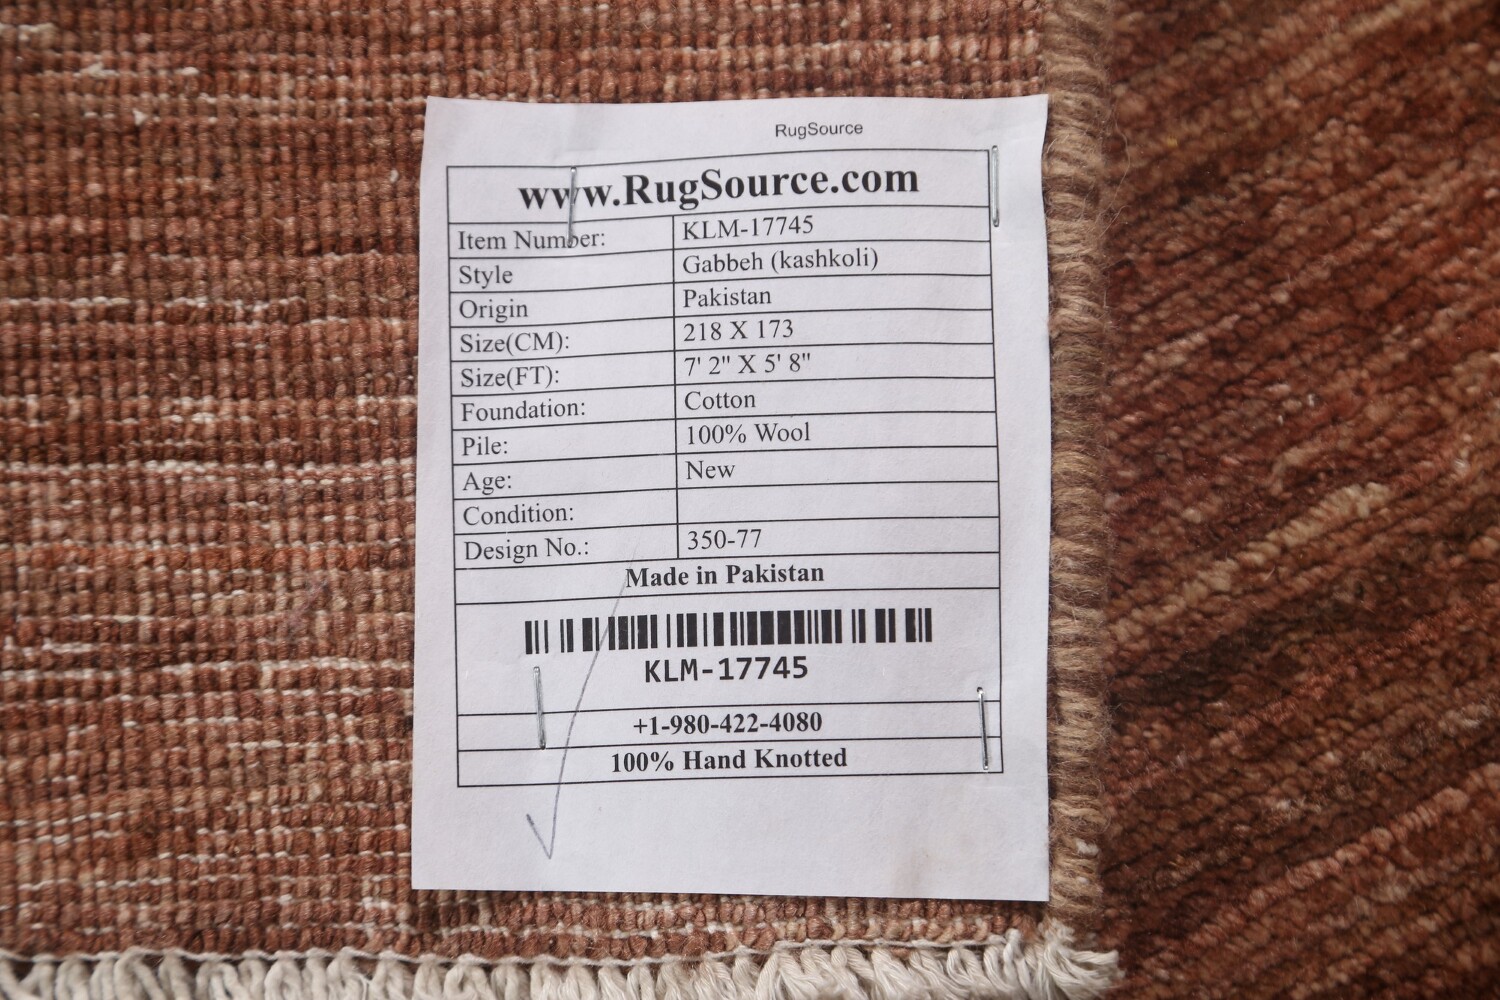 RugSource
www.RugSource.com
Item Number: KLM-17745
Style Gabbeh (kashkoli)
Origin Pakistan
Size(CM): 218 X 173
Size(FT): 7' 2" X 5' 8"
Foundation: Cotton
Pile: 100% Wool
Age: New
Condition:
Design No.: 350-77
Made in Pakistan
KLM-17745
+1-980-422-4080
100% Hand Knotted